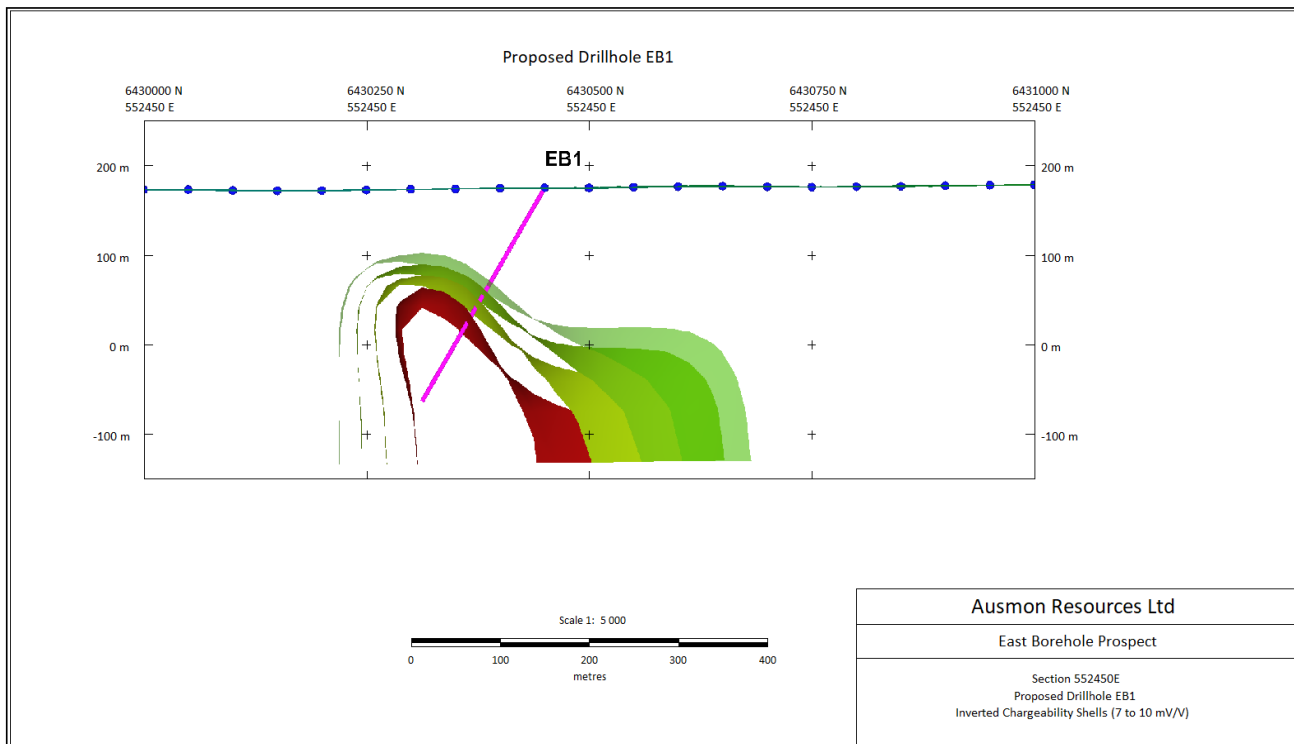 Proposed Drillhole EB1
6430000 N 6430250 N 6430500 N 6430750 N 6431000 N
552450 E 552450 E 552450 E 552450 E 552450 E
EB1
200 m 200 m
100 m 100 m
0 m 0 m
-100 m -100 m
Scale 1: 5 000
0 100 200 300 400
metres
Ausmon Resources Ltd
East Borehole Prospect
Section 552450E
Proposed Drillhole EB1
Inverted Chargeability Shells (7 to 10 mV/V)